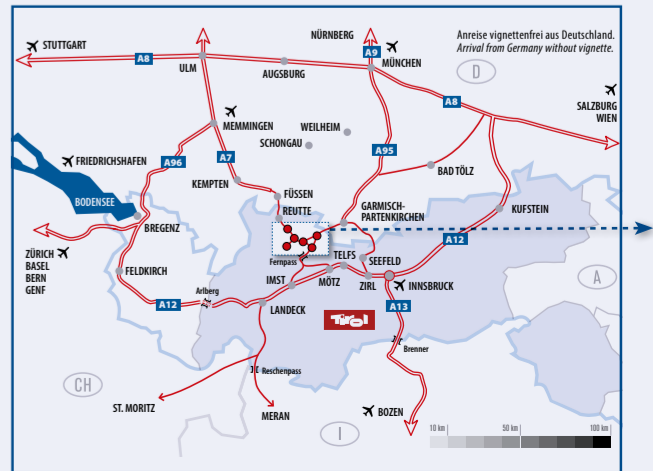 Anreise vignettenfrei aus Deutschland.
Arrival from Germany without vignette.
STUTTGART
NÜRNBERG
A8
ULM
AUGSBURG
A9
MÜNCHEN
D
A8
SALZBURG
WIEN
MEMMINGEN
WEILHEIM
SCHONGAU
A95
BAD TÖLZ
FRIEDRICHSHAFEN
A96
A7
KEMPTEN
FÜSSEN
BODENSEE
REUTTE
GARMISCH-
PARTENKIRCHEN
KUFSTEIN
BREGENZ
A12
ZÜRICH
BASEL
BERN
GENF
FELDKIRCH
Fernpass
TELFS
SEEFELD
A
IMST
MÖTZ
ZIRL
INNSBRUCK
A12
Arlberg
LANDECK
Tirol
A13
Brenner
Reschenpass
CH
ST. MORITZ
MERAN
I
BOZEN
10 km
50 km
100 km